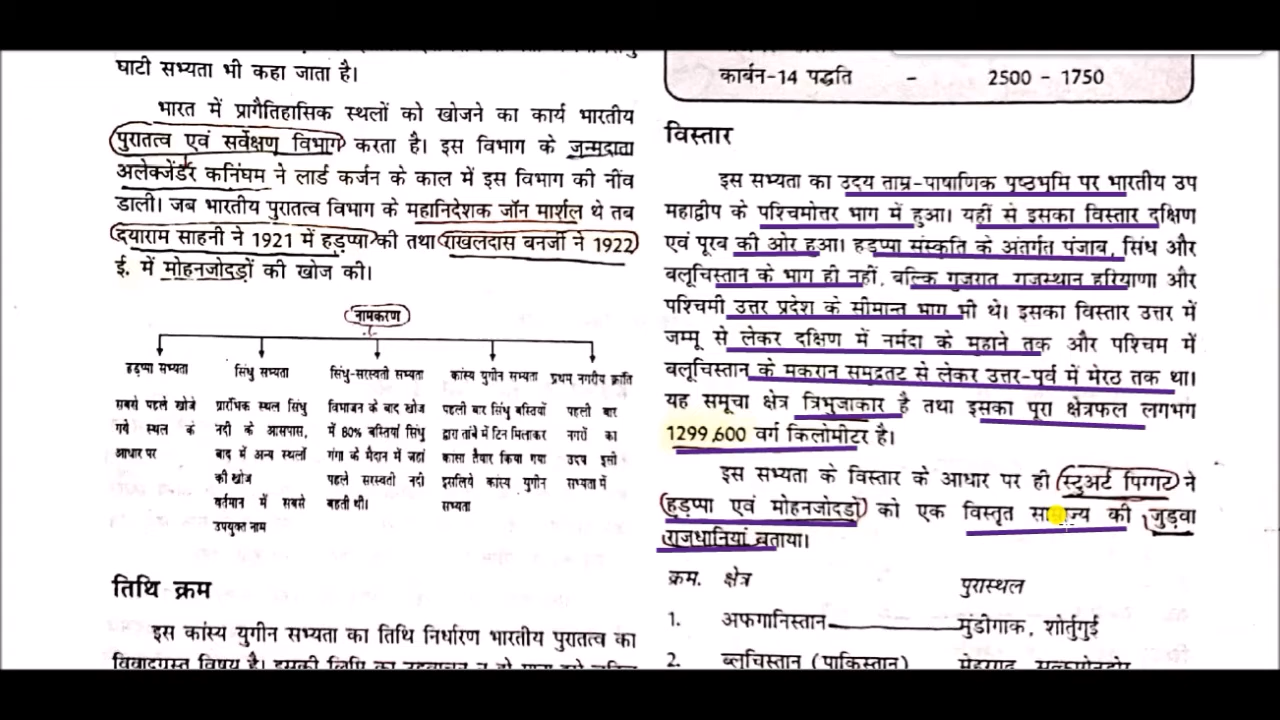 घाटी सभ्यता भी कहा जाता है।
भारत में प्रागैतिहासिक स्थलों को खोजने का कार्य भारतीय
पुरातत्व एवं सर्वेक्षण विभाग करता है। इस विभाग के जन्मदाता
अलेक्जेंडर कनिंघम ने लार्ड कर्जन के काल में इस विभाग की नींव
डाली। जब भारतीय पुरातत्व विभाग के महानिदेशक जॉन मार्शल थे तब
दयाराम साहनी ने 1921 में हड़प्पा की तथा राखलदास बनर्जी ने 1922
ई. में मोहनजोदड़ों की खोज की।
नामकरण
हड़प्पा सभ्यता
सबसे पहले खोजे
गये स्थल के
आधार पर
सिंधु सभ्यता
प्रारंभिक स्थल सिंधु
नदी के आसपास,
बाद में अन्य स्थलों
की खोज
वर्तमान में सबसे
उपयुक्त नाम
सिंधु-सरस्वती सभ्यता
विभाजन के बाद खोज
में 80% बस्तियां सिंधु
गंगा के मैदान में जहां
पहले सरस्वती नदी
बहती थी।
कांस्य युगीन सभ्यता
पहली बार सिंधु बस्तियों
द्वारा तांबे में टिन मिलाकर
कांसा तैयार किया गया
इसलिये कांस्य युगीन
सभ्यता
प्रथम नगरीय क्रांति
पहली बार
नगरों का
उदय इसी
सभ्यता में
तिथि क्रम
इस कांस्य युगीन सभ्यता का तिथि निर्धारण भारतीय पुरातत्व का
विवादग्रस्त विषय है। इसकी लिपि का
कार्बन-14 पद्धति - 2500 - 1750
विस्तार
इस सभ्यता का उदय ताम्र-पाषाणिक पृष्ठभूमि पर भारतीय उप
महाद्वीप के पश्चिमोत्तर भाग में हुआ। यहीं से इसका विस्तार दक्षिण
एवं पूरब की ओर हुआ। हड़प्पा संस्कृति के अंतर्गत पंजाब, सिंध और
बलूचिस्तान के भाग ही नहीं, बल्कि गुजरात, राजस्थान हरियाणा और
पश्चिमी उत्तर प्रदेश के सीमान्त भाग भी थे। इसका विस्तार उत्तर में
जम्मू से लेकर दक्षिण में नर्मदा के मुहाने तक और पश्चिम में
बलूचिस्तान के मकरान समुद्रतट से लेकर उत्तर-पूर्व में मेरठ तक था।
यह समूचा क्षेत्र त्रिभुजाकार है तथा इसका पूरा क्षेत्रफल लगभग
1299,600 वर्ग किलोमीटर है।
इस सभ्यता के विस्तार के आधार पर ही स्टुअर्ट पिग्गट ने
हड़प्पा एवं मोहनजोदड़ों को एक विस्तृत साम्राज्य की जुड़वा
राजधानियां बताया।
क्रम. क्षेत्र पुरास्थल
1. अफगानिस्तान मुंडीगाक, शोर्तुगुई
2. ब्लूचिस्तान (पाकिस्तान)